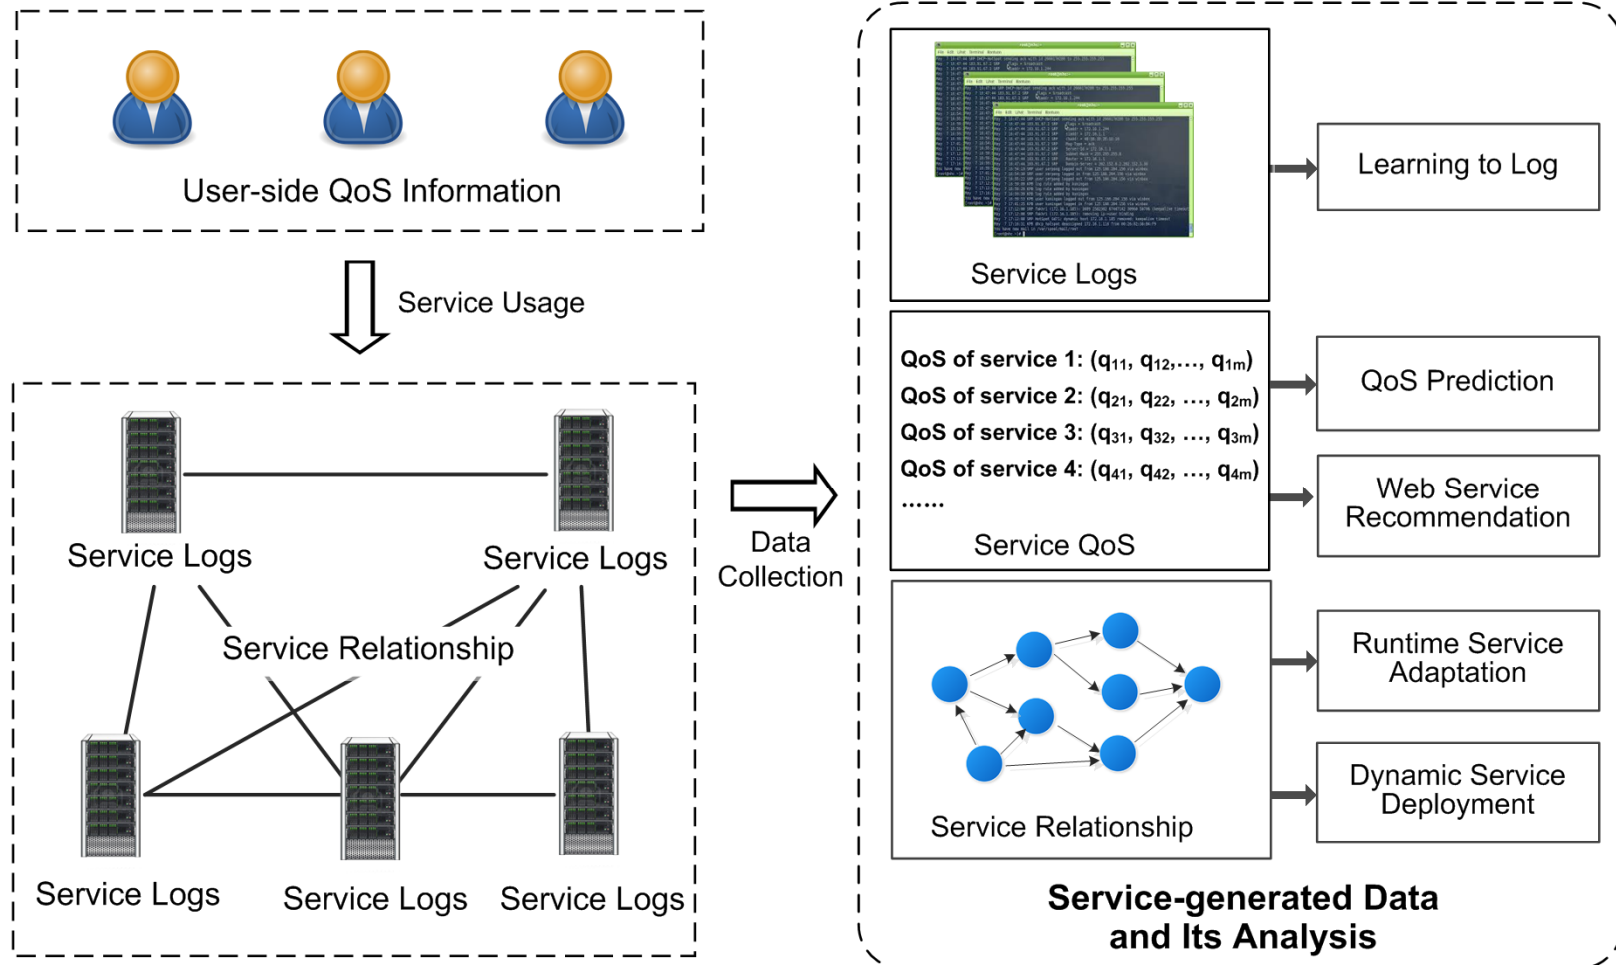 User-side QoS Information
Service Usage
Service Logs
Service Logs
Service Relationship
Service Logs
Service Logs
Service Logs
Data
Collection
Service Logs
Learning to Log
QoS of service 1: (q11, q12,..., q1m)
QoS of service 2: (q21, q22, ..., q2m)
QoS of service 3: (q31, q32, ..., q3m)
QoS of service 4: (q41, q42, ..., q4m)
......
Service QoS
QoS Prediction
Web Service
Recommendation
Service Relationship
Runtime Service
Adaptation
Dynamic Service
Deployment
Service-generated Data
and Its Analysis